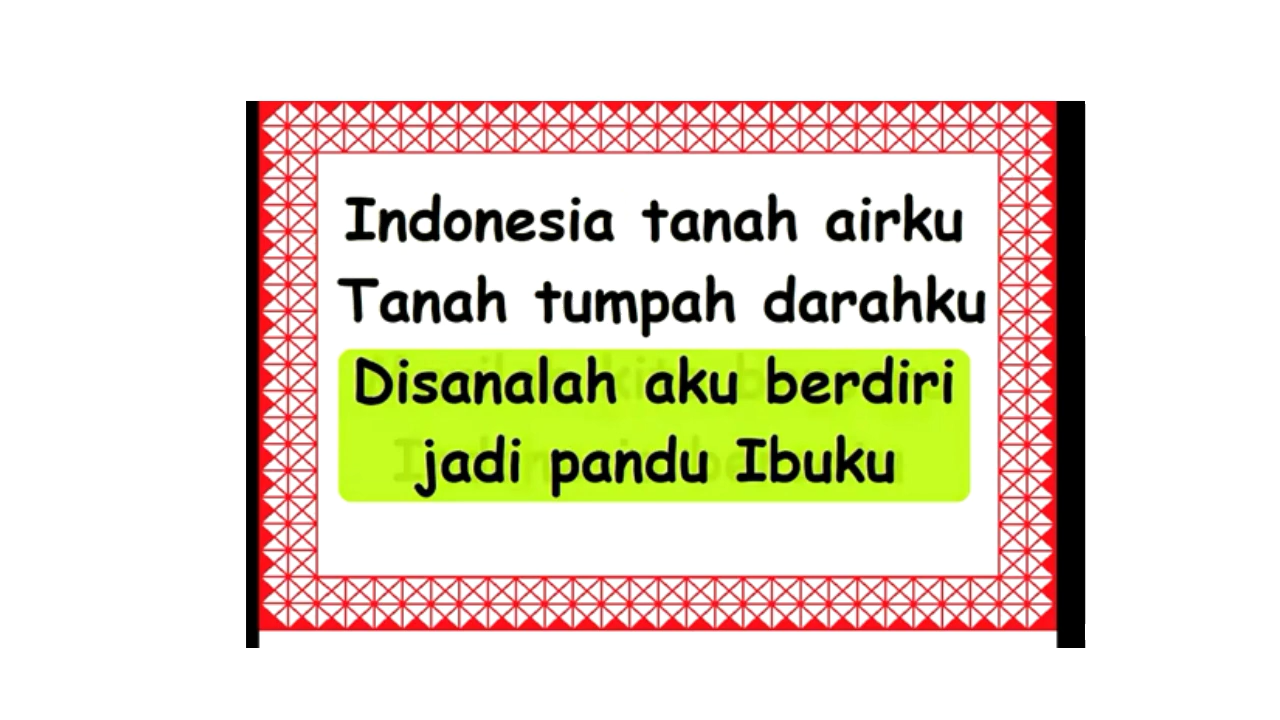 Indonesia tanah airku
Tanah tumpah darahku
Disanalah aku berdiri
jadi pandu Ibuku